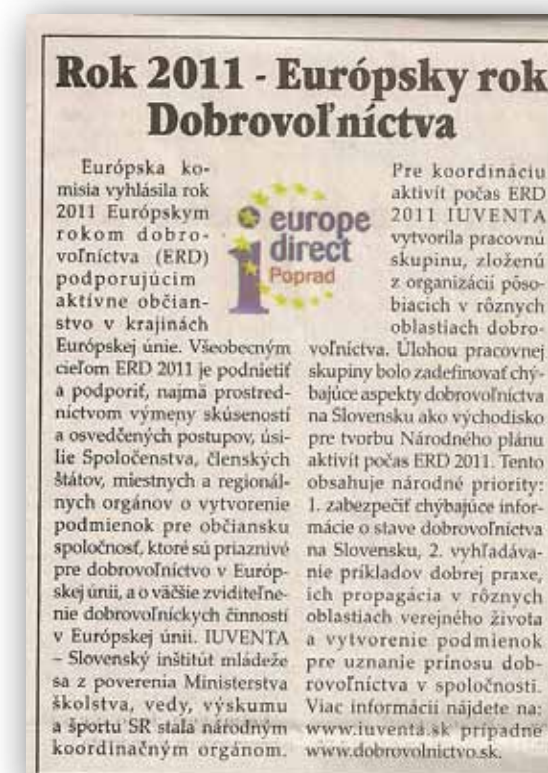 Rok 2011 - Európsky rok
Dobrovoľníctva
Európska ko-
misia vyhlásila rok
2011 Európskym
rokom dobro-
voľníctva (ERD)
podporujúcim
aktívne občian-
stvo v krajinách
Európskej únie. Všeobecným
cieľom ERD 2011 je podnietiť
a podporiť, najmä prostred-
níctvom výmeny skúseností
a osvedčených postupov, úsi-
lie Spoločenstva, členských
štátov, miestnych a regionál-
nych orgánov o vytvorenie
podmienok pre občiansku
spoločnosť, ktoré sú priaznivé
pre dobrovoľníctvo v Európ-
skej únii, a o väčšie zviditeľne-
nie dobrovoľníckych činností
v Európskej únii. IUVENTA
– Slovenský inštitút mládeže
sa z poverenia Ministerstva
školstva, vedy, výskumu
a športu SR stala národným
koordinačným orgánom.
europe
direct
Poprad
Pre koordináciu
aktivít počas ERD
2011 IUVENTA
vytvorila pracovnú
skupinu, zloženú
z organizácií pôso-
biacich v rôznych
oblastiach dobro-
voľníctva. Úlohou pracovnej
skupiny bolo zadefinovať chý-
bajúce aspekty dobrovoľníctva
na Slovensku ako východisko
pre tvorbu Národného plánu
aktivít počas ERD 2011. Tento
obsahuje národné priority:
1. zabezpečiť chýbajúce infor-
mácie o stave dobrovoľníctva
na Slovensku, 2. vyhľadáva-
nie príkladov dobrej praxe,
ich propagácia v rôznych
oblastiach verejného života
a vytvorenie podmienok
pre uznanie prínosu dob-
rovoľníctva v spoločnosti.
Viac informácií nájdete na:
www.iuventa.sk prípadne
www.dobrovolnictvo.sk.